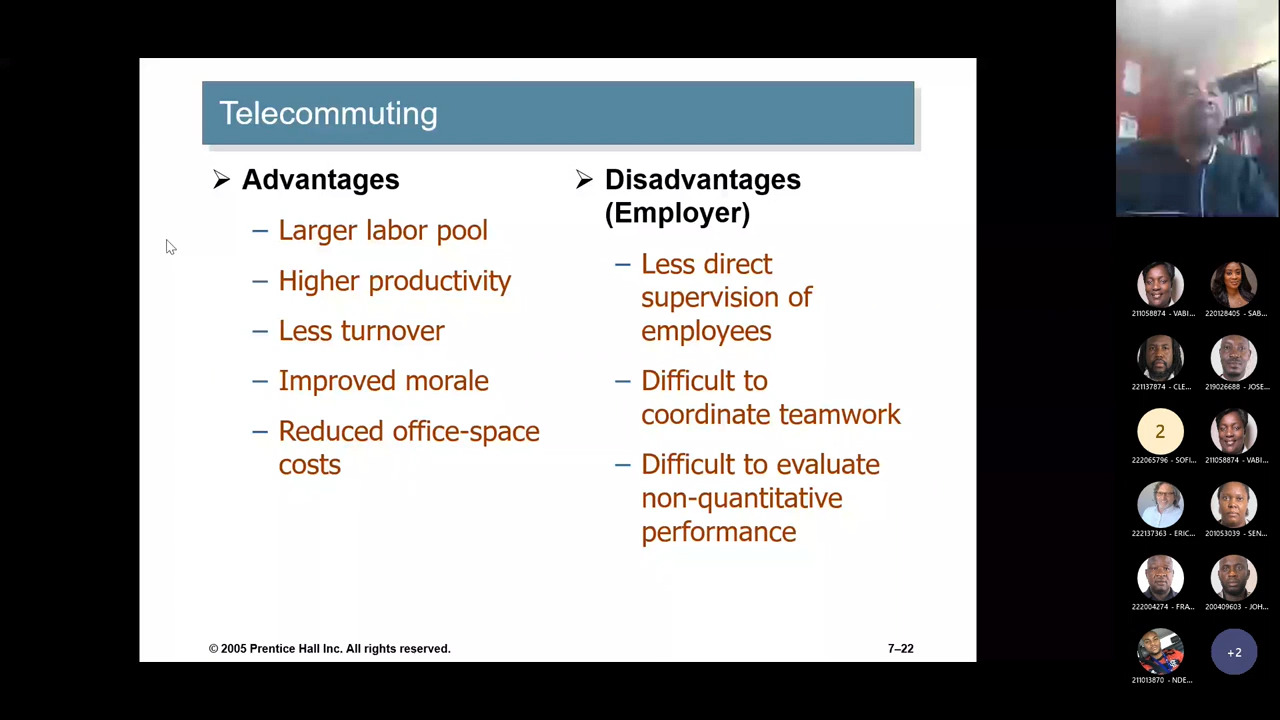 Telecommuting
➢ Advantages
– Larger labor pool
– Higher productivity
– Less turnover
– Improved morale
– Reduced office-space
costs
➢ Disadvantages
(Employer)
– Less direct
supervision of
employees
– Difficult to
coordinate teamwork
– Difficult to evaluate
non-quantitative
performance
© 2005 Prentice Hall Inc. All rights reserved.
7–22
211058874 - VABI...
220128405 - SAB...
221137874 - CLE...
219026688 - JOSE...
2
222065796 - SOFI...
211058874 - VABI...
222137363 - ERIC...
201053039 - SEN...
222004274 - FRA...
200409603 - JOH...
211013870 - NDE...
+2